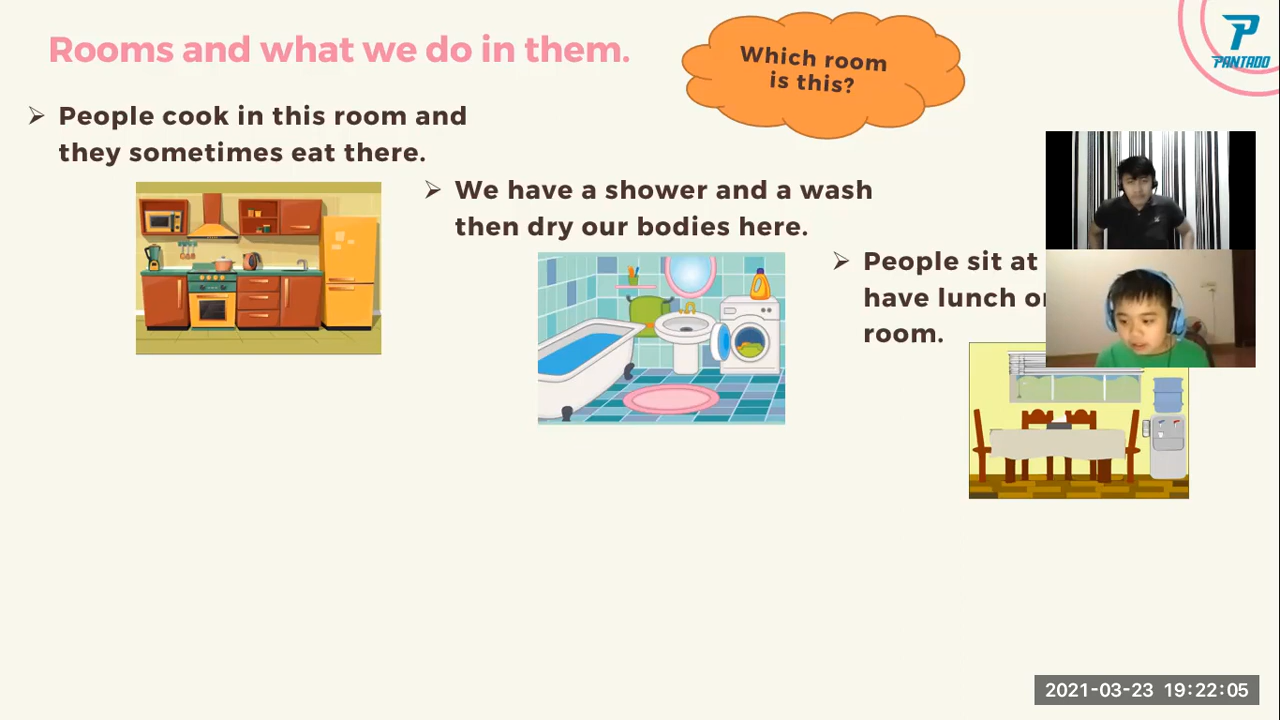 Rooms and what we do in them.
Which room
is this?
PANTADO
➢ People cook in this room and
they sometimes eat there.
➢ We have a shower and a wash
then dry our bodies here.
➢ People sit at
have lunch
room.
2021-03-23 19:22:05